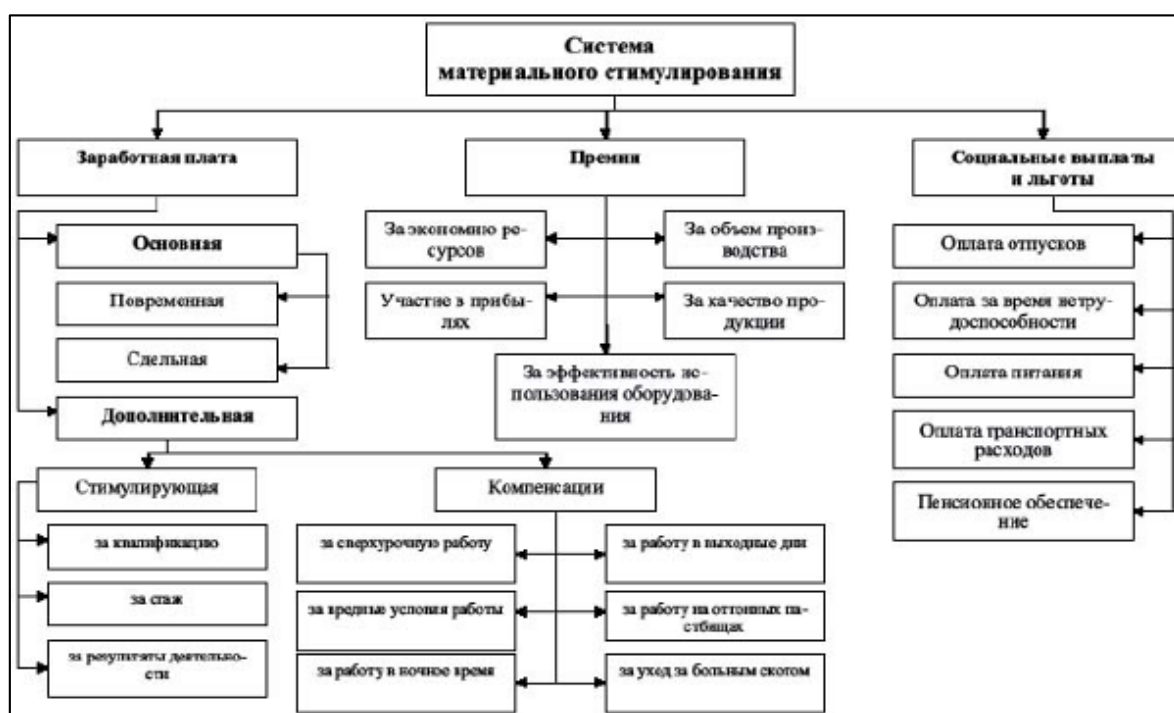 Система
материального стимулирования
Заработная плата
Премии
Социальные выплаты
и льготы
Основная
Повременная
Сдельная
Дополнительная
За экономию ре-
сурсов
За объем произ-
водства
Участие в прибы-
лях
За качество про-
дукции
За эффективность ис-
пользования оборудова-
ния
Оплата отпусков
Оплата за время нетру-
доспособности
Оплата питания
Оплата транспортных
расходов
Пенсионное обеспече-
ние
Стимулирующая
за квалификацию
за стаж
за результаты деятельно-
сти
Компенсации
за сверхурочную работу
за работу в выходные дни
за вредные условия работы
за работу на отгонных па-
стбищах
за работу в ночное время
за уход за больным скотом